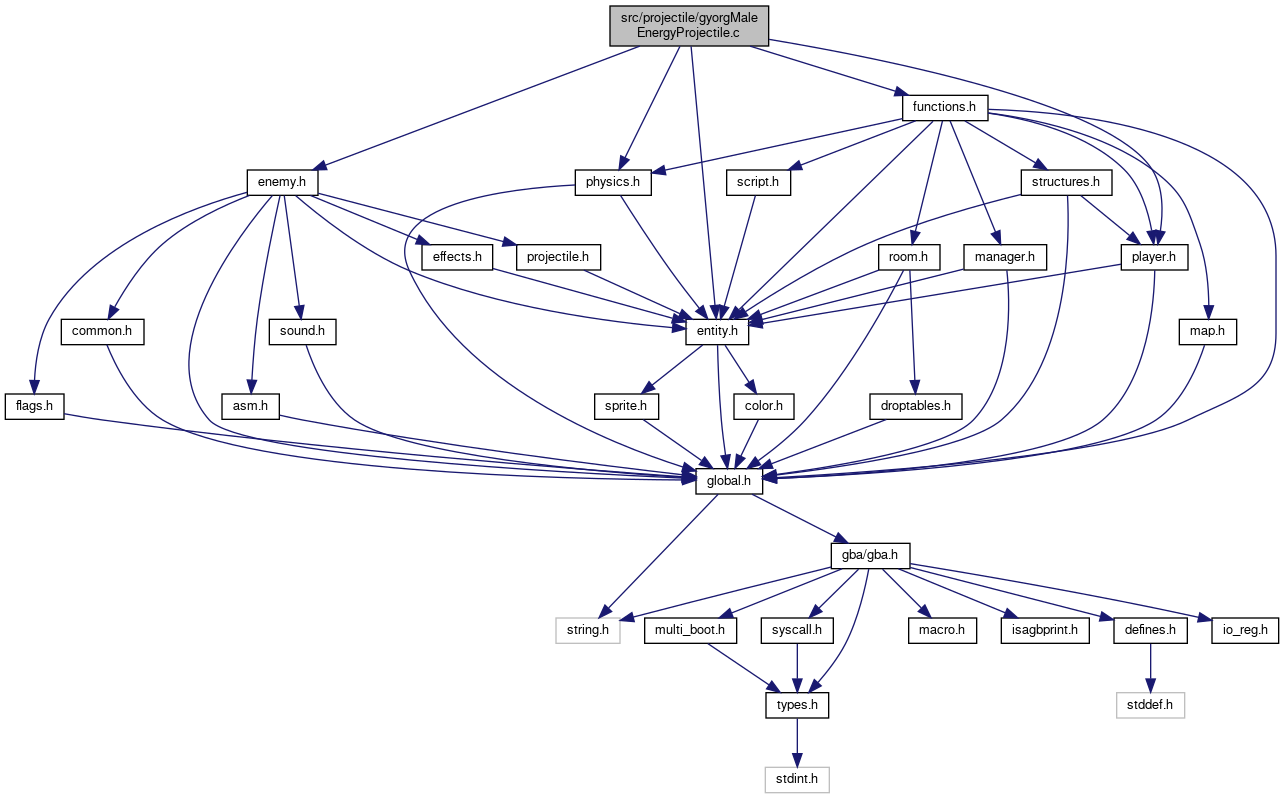 src/projectile/gyorgMale
EnergyProjectile.c
functions.h
enemy.h
physics.h
script.h
structures.h
effects.h
projectile.h
room.h
manager.h
player.h
common.h
sound.h
entity.h
map.h
flags.h
asm.h
sprite.h
color.h
droptables.h
global.h
gba/gba.h
string.h
multi_boot.h
syscall.h
macro.h
isagbprint.h
defines.h
io_reg.h
types.h
stddef.h
stdint.h